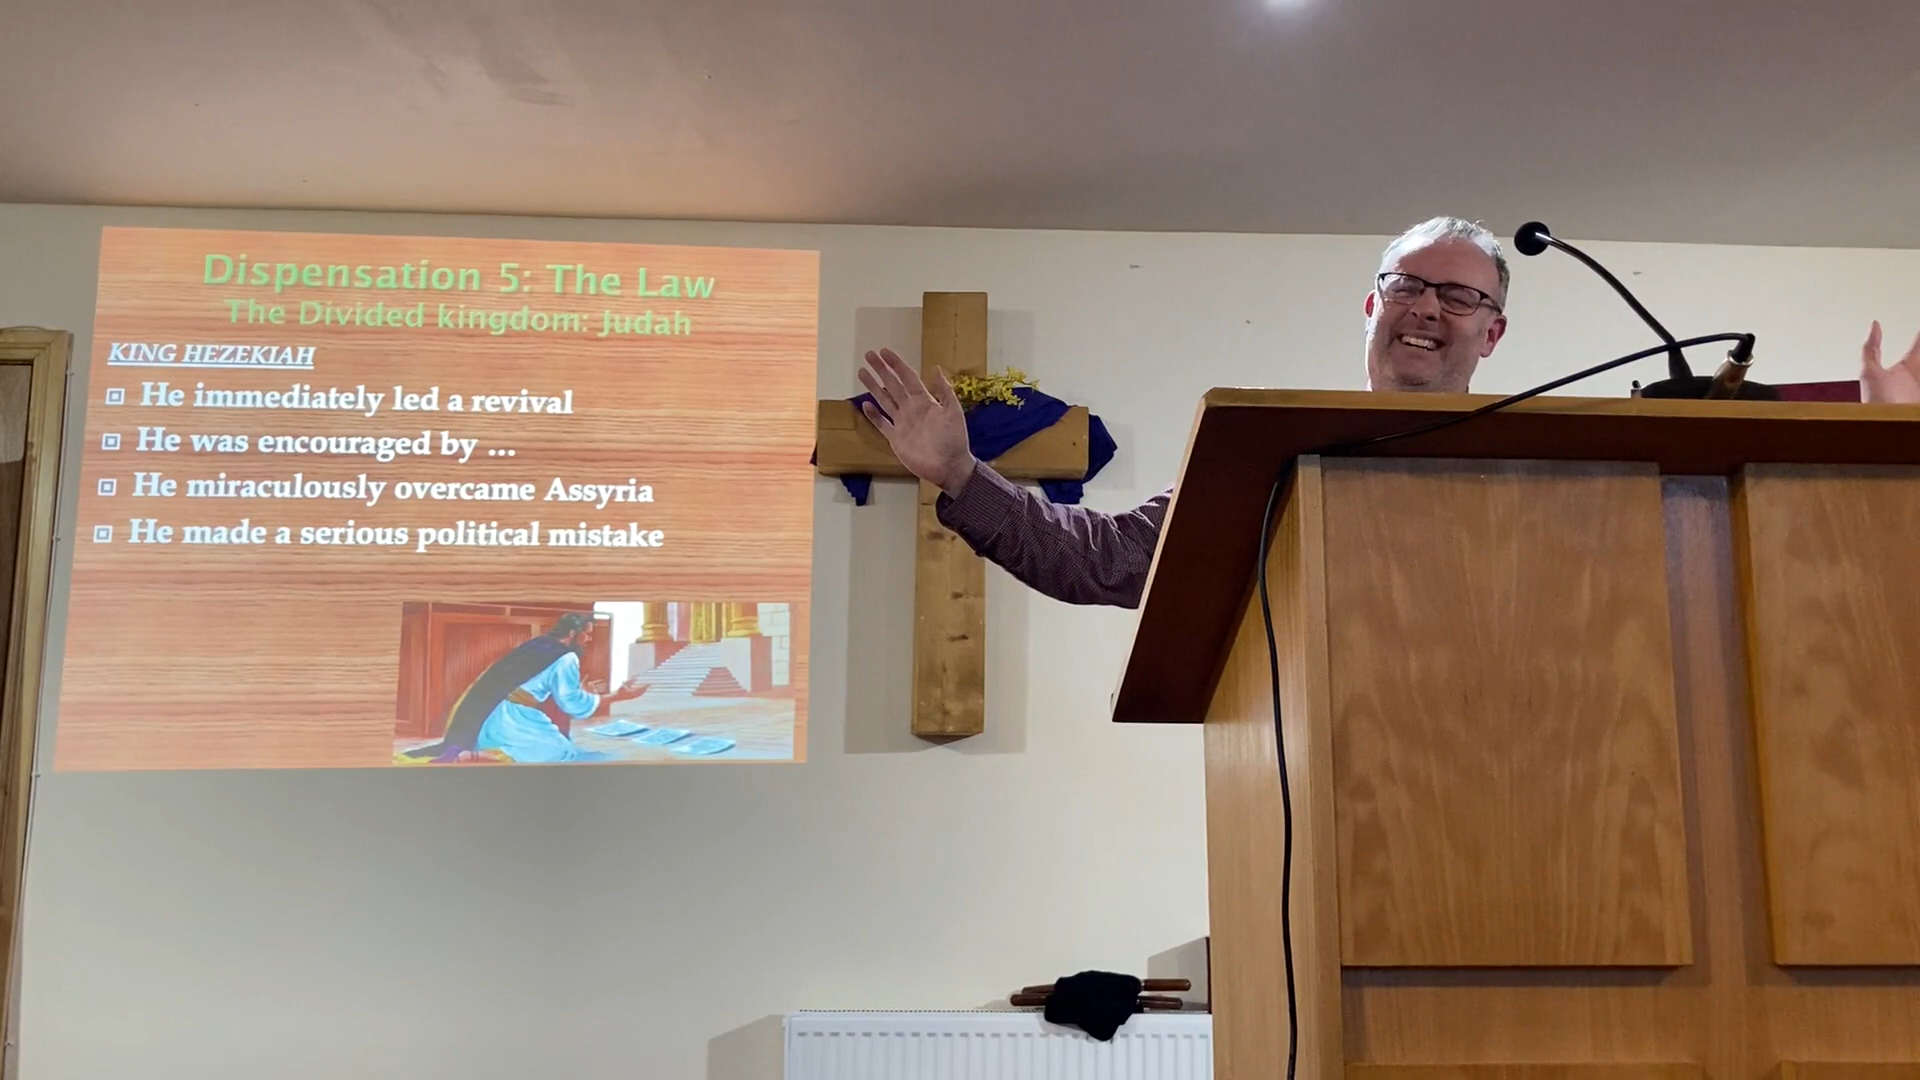 Dispensation 5: The Law
The Divided kingdom: Judah
KING HEZEKIAH
He immediately led a revival
He was encouraged by ...
He miraculously overcame Assyria
He made a serious political mistake